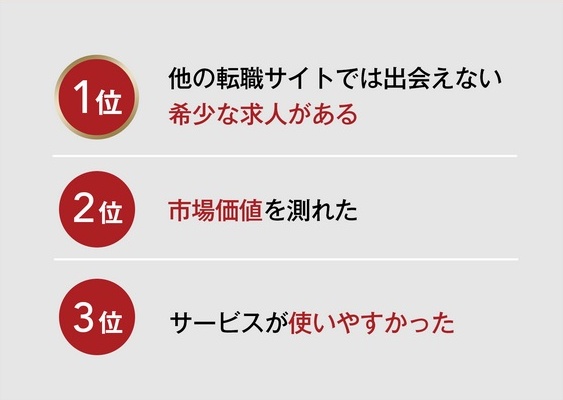 1位
他の転職サイトでは出会えない
希少な求人がある
2位
市場価値を測れた
3位
サービスが使いやすかった